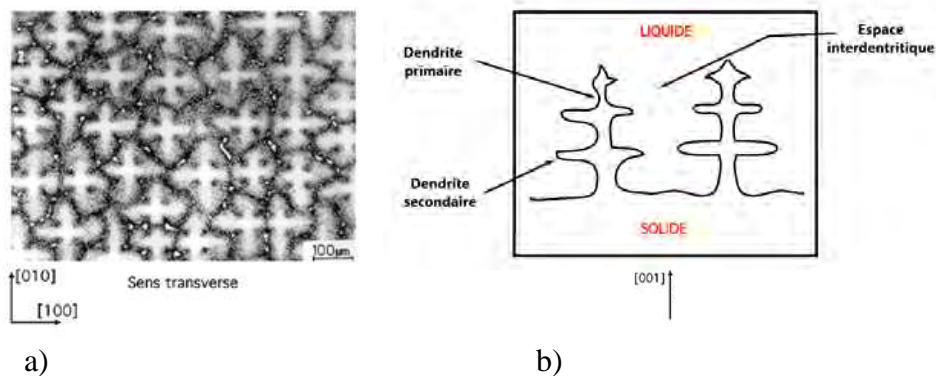 100µm
[010]
[100]
Sens transverse
a)
LIQUIDE
Dendrite
primaire
Espace
interdentritique
Dendrite
secondaire
SOLIDE
[001]
b)